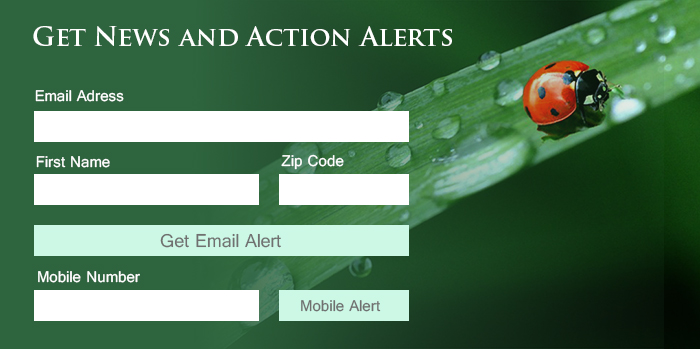 Get News and Action Alerts
Email Adress
First Name
Zip Code
Get Email Alert
Mobile Number
Mobile Alert